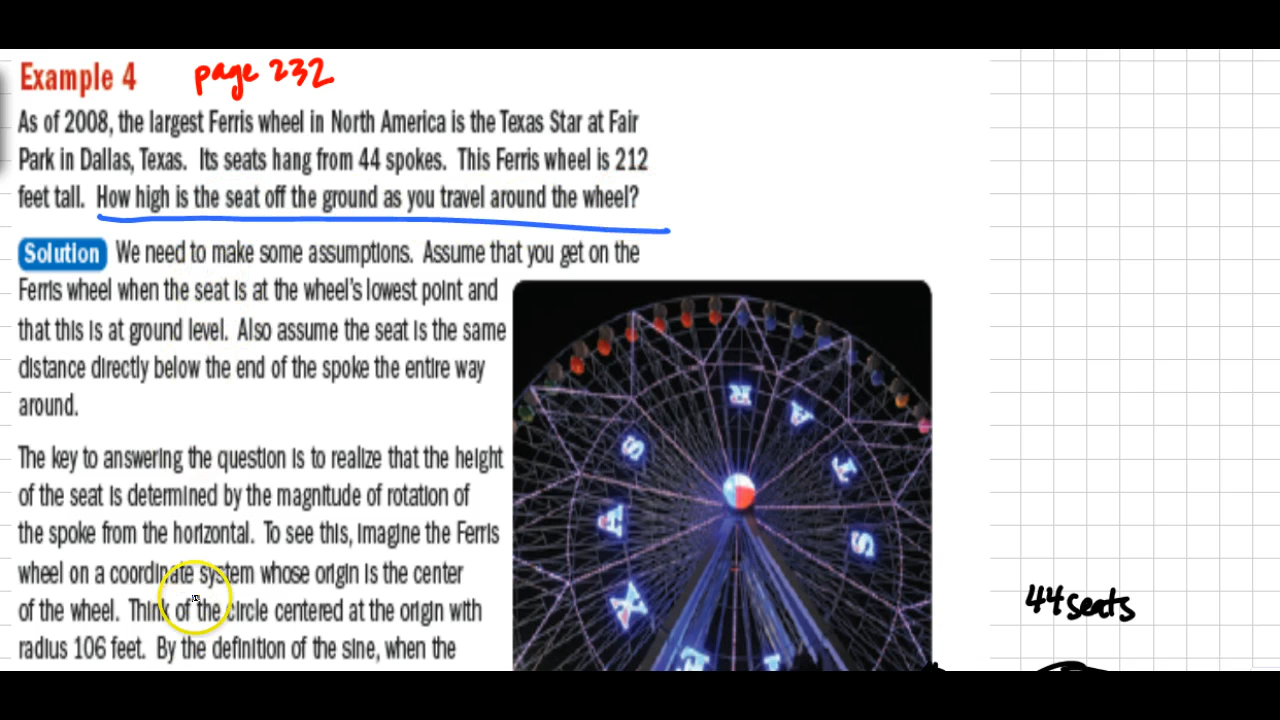 Example 4 page 232
As of 2008, the largest Ferris wheel in North America is the Texas Star at Fair
Park in Dallas, Texas. Its seats hang from 44 spokes. This Ferris wheel is 212
feet tall. How high is the seat off the ground as you travel around the wheel?
Solution We need to make some assumptions. Assume that you get on the
Ferris wheel when the seat is at the wheel's lowest point and
that this is at ground level. Also assume the seat is the same
distance directly below the end of the spoke the entire way
around.
The key to answering the question is to realize that the height
of the seat is determined by the magnitude of rotation of
the spoke from the horizontal. To see this, imagine the Ferris
wheel on a coordinate system whose origin is the center
of the wheel. Think of the circle centered at the origin with
radius 106 feet. By the definition of the sine, when the
44 seats
T E X A S
S T A R